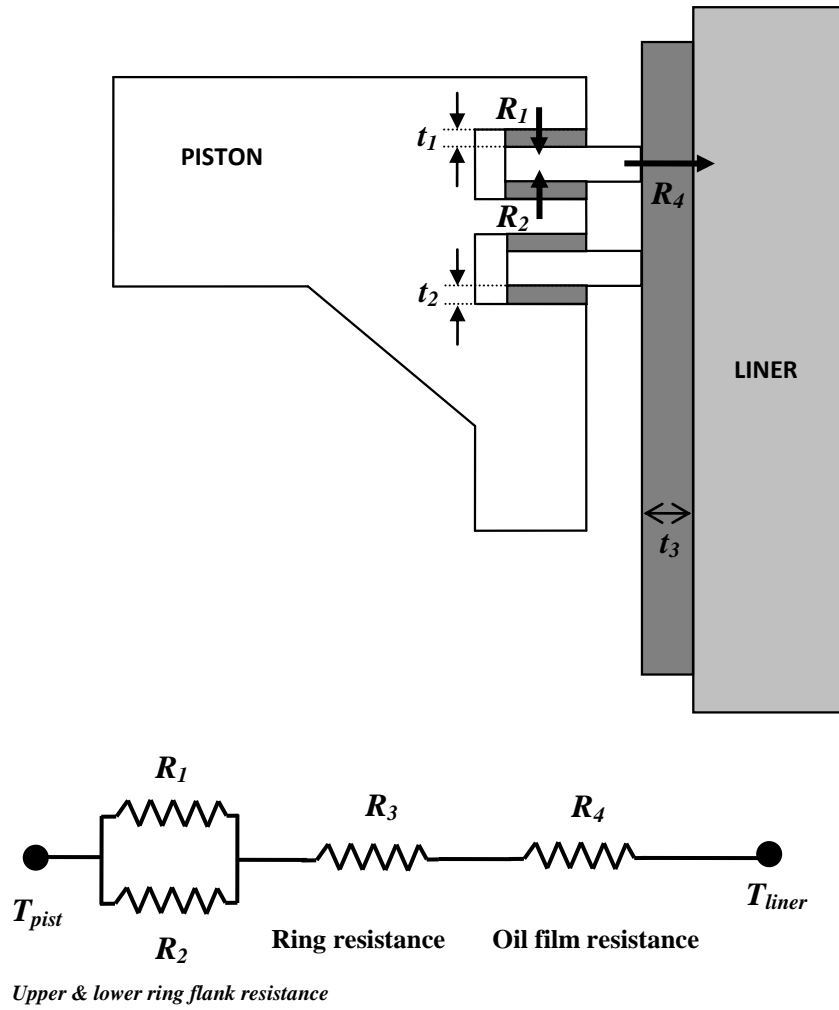 R1
t1
PISTON
R4
R2
t2
LINER
t3
R1
R3
R4
Tpist
Tliner
R2
Ring resistance
Oil film resistance
Upper & lower ring flank resistance